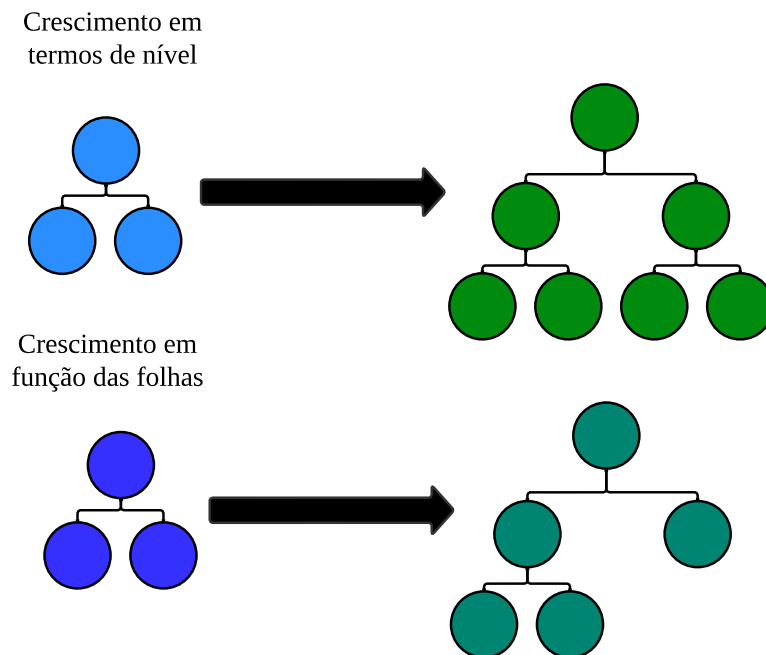 Crescimento em
termos de nível
Crescimento em
função das folhas